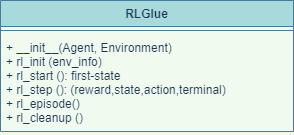 RLGlue
+ __init__(Agent, Environment)
+ rl_init (env_info)
+ rl_start (): first-state
+ rl_step (): (reward,state,action,terminal)
+ rl_episode()
+ rl_cleanup ()